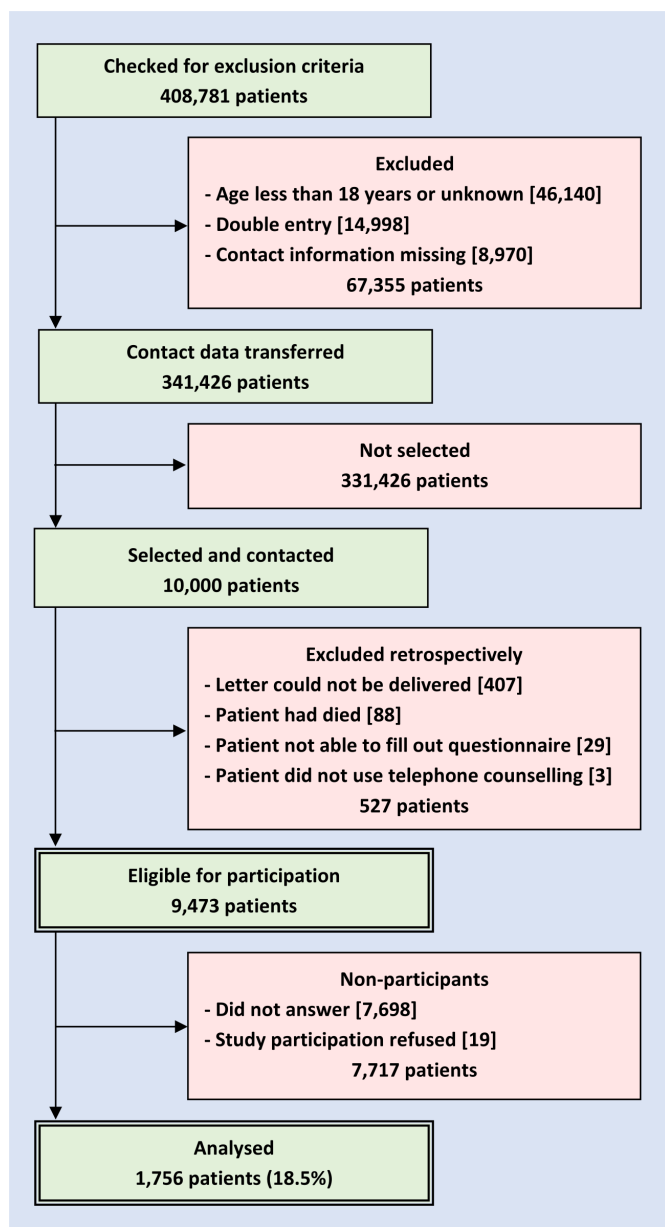 Checked for exclusion criteria
408,781 patients
Excluded
- Age less than 18 years or unknown [46,140]
- Double entry [14,998]
- Contact information missing [8,970]
67,355 patients
Contact data transferred
341,426 patients
Not selected
331,426 patients
Selected and contacted
10,000 patients
Excluded retrospectively
- Letter could not be delivered [407]
- Patient had died [88]
- Patient not able to fill out questionnaire [29]
- Patient did not use telephone counselling [3]
527 patients
Eligible for participation
9,473 patients
Non-participants
- Did not answer [7,698]
- Study participation refused [19]
7,717 patients
Analysed
1,756 patients (18.5%)